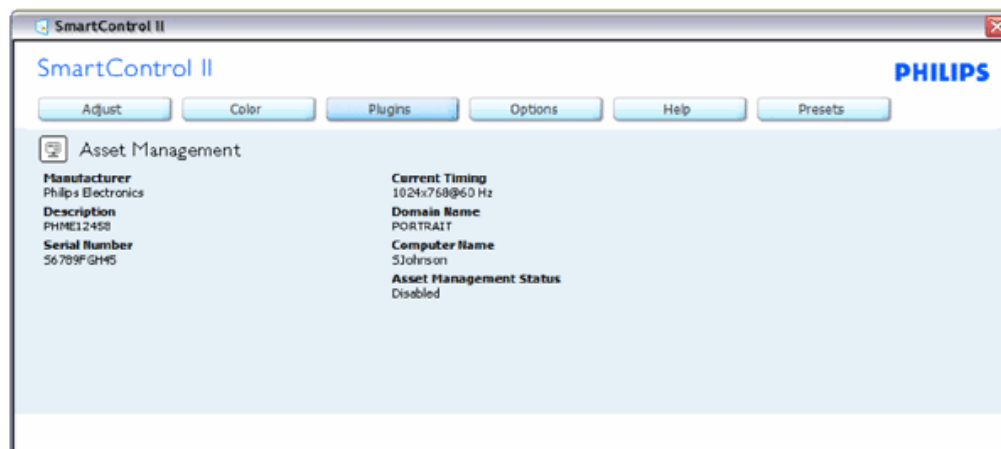 SmartControl II
SmartControl II
PHILIPS
Adjust Color Plugins Options Help Presets
Asset Management
Manufacturer
Philips Electronics
Description
PHME12458
Serial Number
56789FGH45
Current Timing
1024x768@60 Hz
Domain Name
PORTRAIT
Computer Name
SJohnson
Asset Management Status
Disabled